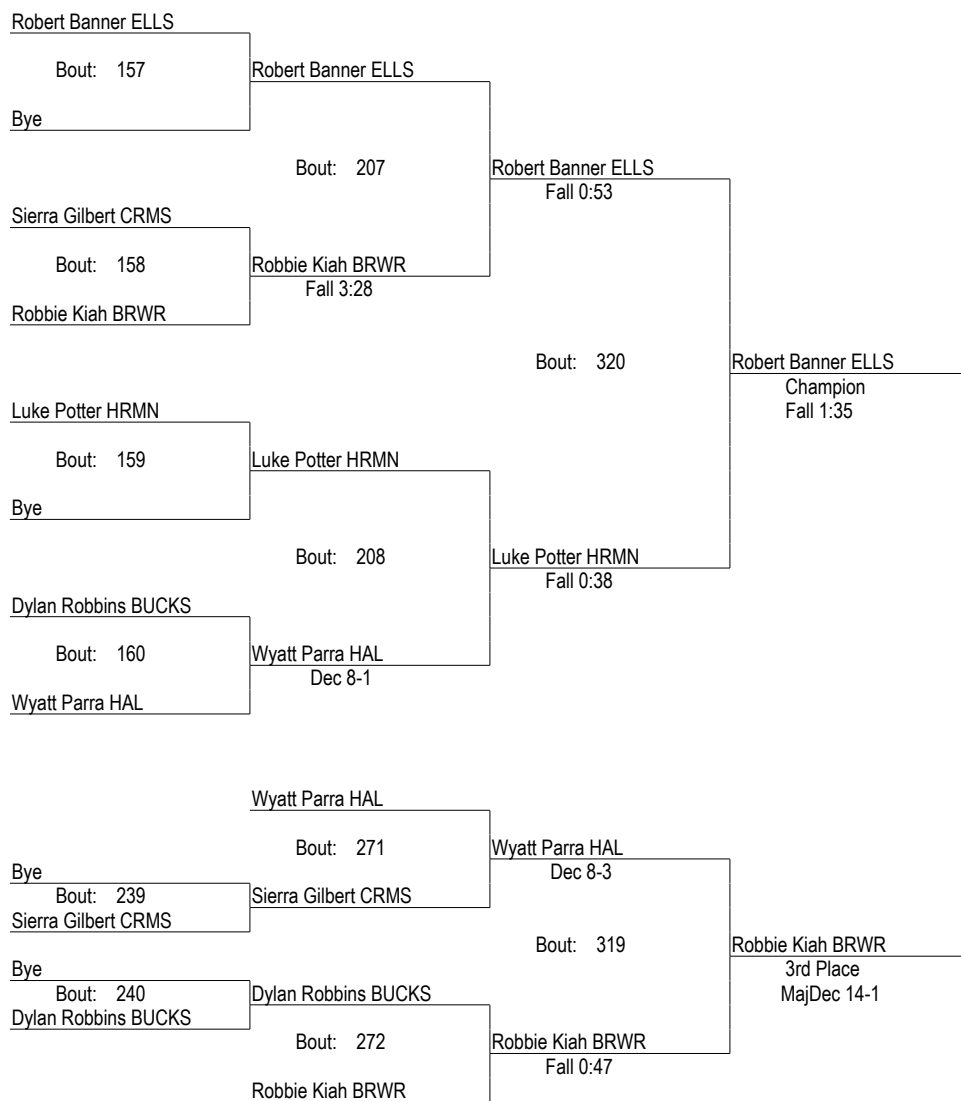 Robert Banner ELLS
Bout: 157
Robert Banner ELLS
Bye
Bout: 207
Robert Banner ELLS
Fall 0:53
Sierra Gilbert CRMS
Bout: 158
Robbie Kiah BRWR
Fall 3:28
Robbie Kiah BRWR
Bout: 320
Robert Banner ELLS
Champion
Fall 1:35
Luke Potter HRMN
Bout: 159
Luke Potter HRMN
Bye
Bout: 208
Luke Potter HRMN
Fall 0:38
Dylan Robbins BUCKS
Bout: 160
Wyatt Parra HAL
Dec 8-1
Wyatt Parra HAL
Wyatt Parra HAL
Bout: 271
Wyatt Parra HAL
Dec 8-3
Bye
Bout: 239
Sierra Gilbert CRMS
Sierra Gilbert CRMS
Bout: 319
Robbie Kiah BRWR
3rd Place
MajDec 14-1
Bye
Bout: 240
Dylan Robbins BUCKS
Dylan Robbins BUCKS
Bout: 272
Robbie Kiah BRWR
Fall 0:47
Robbie Kiah BRWR